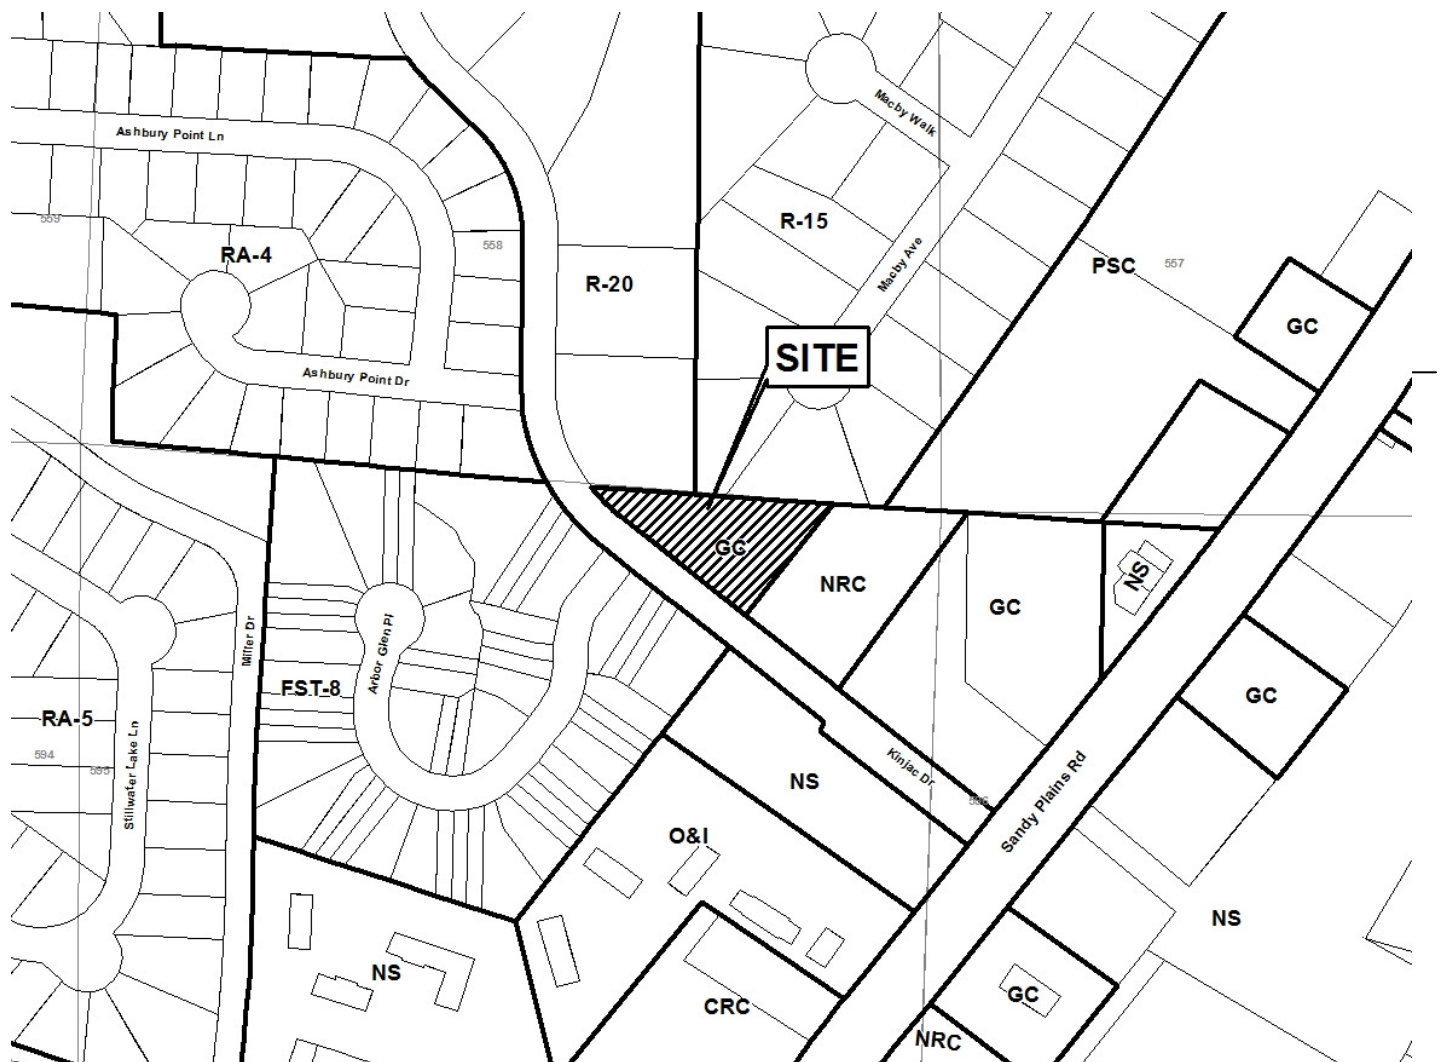 Macby Walk
Ashbury Point Ln
559
R-15
558
RA-4
Macby Ave
PSC
557
R-20
GC
SITE
Ashbury Point Dr
GC
NRC
NS
GC
Miller Dr
Arbor Glen Pl
FST-8
GC
RA-5
594
595
Stillwater Lake Ln
NS
Kinjac Dr
596
Sandy Plains Rd
O&I
NS
NS
GC
CRC
NRC